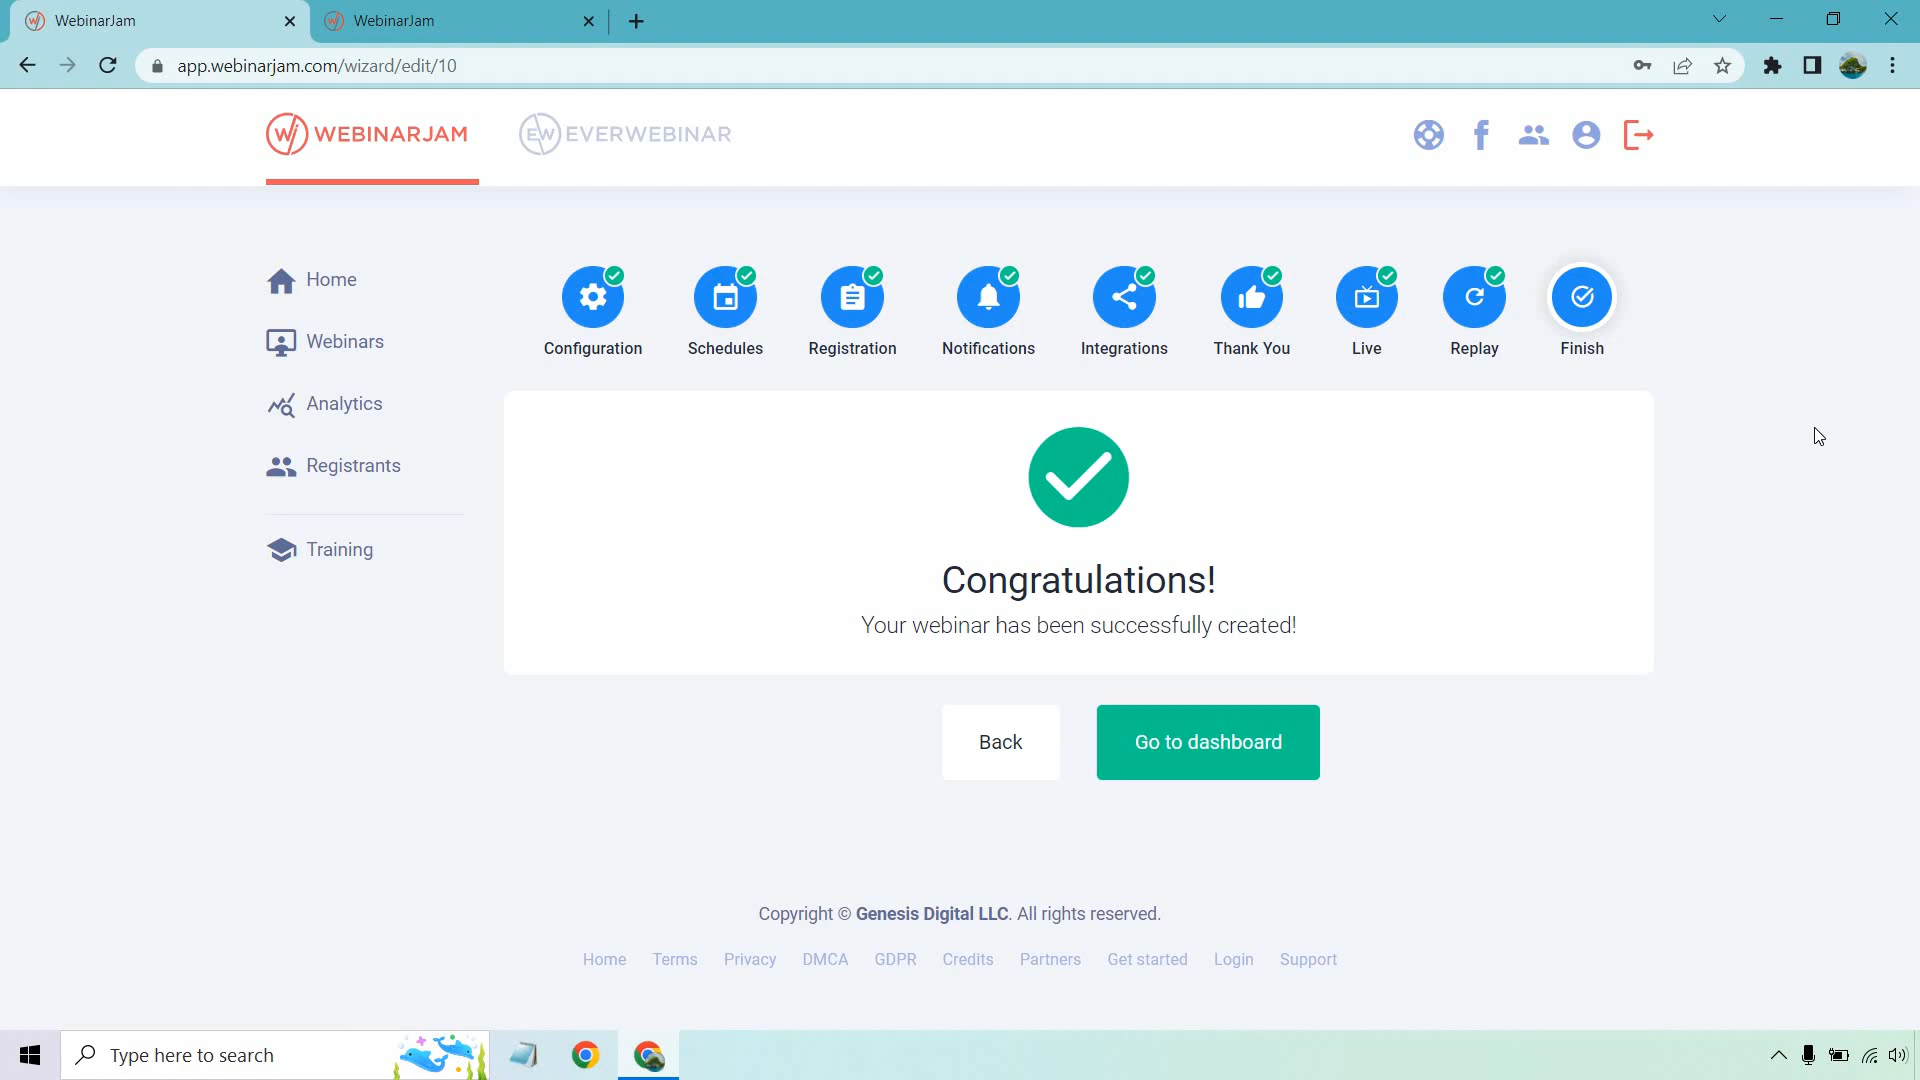 WebinarJam
WebinarJam
app.webinarjam.com/wizard/edit/10
WEBINARJAM
EVERWEBINAR
Home
Webinars
Analytics
Registrants
Training
Configuration
Schedules
Registration
Notifications
Integrations
Thank You
Live
Replay
Finish
Congratulations!
Your webinar has been successfully created!
Back
Go to dashboard
Copyright © Genesis Digital LLC. All rights reserved.
Home Terms Privacy DMCA GDPR Credits Partners Get started Login Support
Type here to search